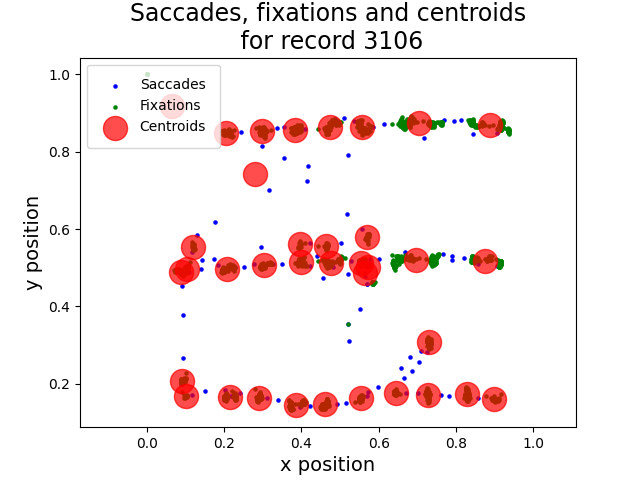 Saccades, fixations and centroids
for record 3106
Saccades
Fixations
Centroids
1.0
0.8
0.6
0.4
0.2
y position
0.0
0.2
0.4
0.6
0.8
1.0
x position